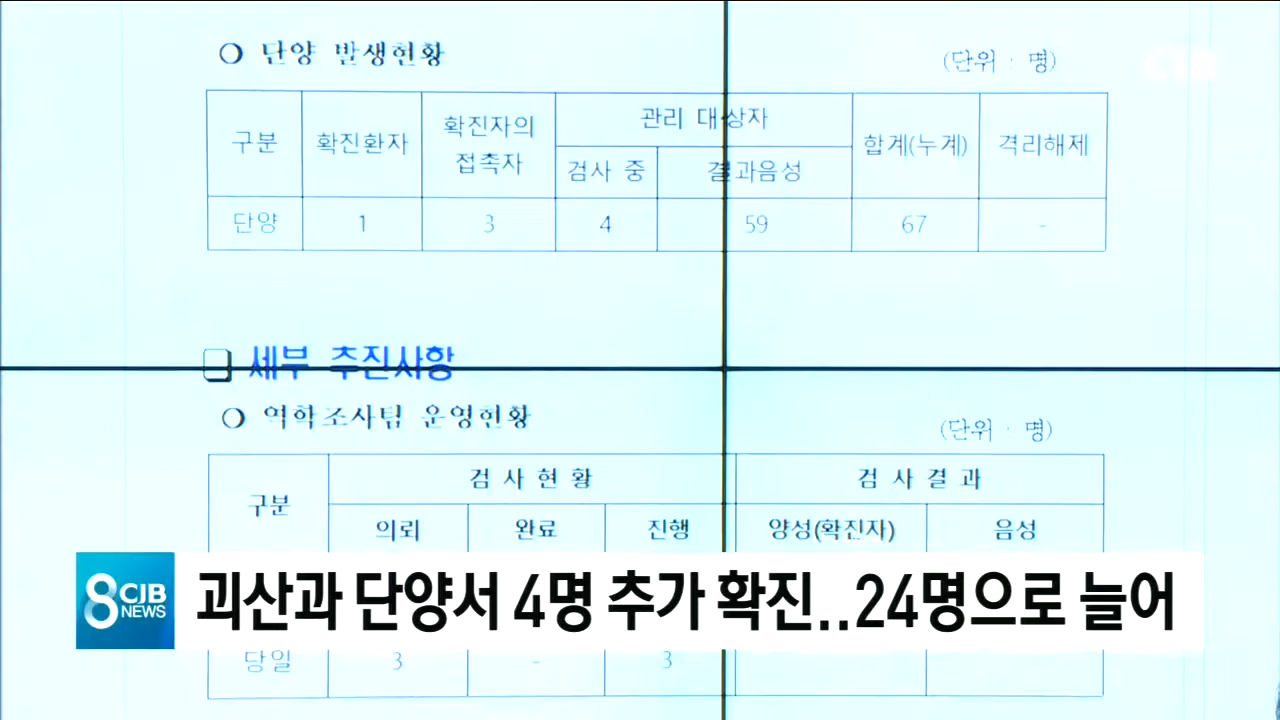 ○ 단양 발생현황
(단위 : 명)
CJB
구분 확진환자 확진자의 접촉자 관리 대상자 합계(누계) 격리해제
검사 중 결과음성
단양 1 3 4 59 67 -
❏ 세부 추진사항
○ 역학조사팀 운영현황
(단위 : 명)
구분 검 사 현 황 검 사 결 과
의뢰 완료 진행 양성(확진자) 음성
8 CJB NEWS
괴산과 단양서 4명 추가 확진..24명으로 늘어
당일 3 - 3